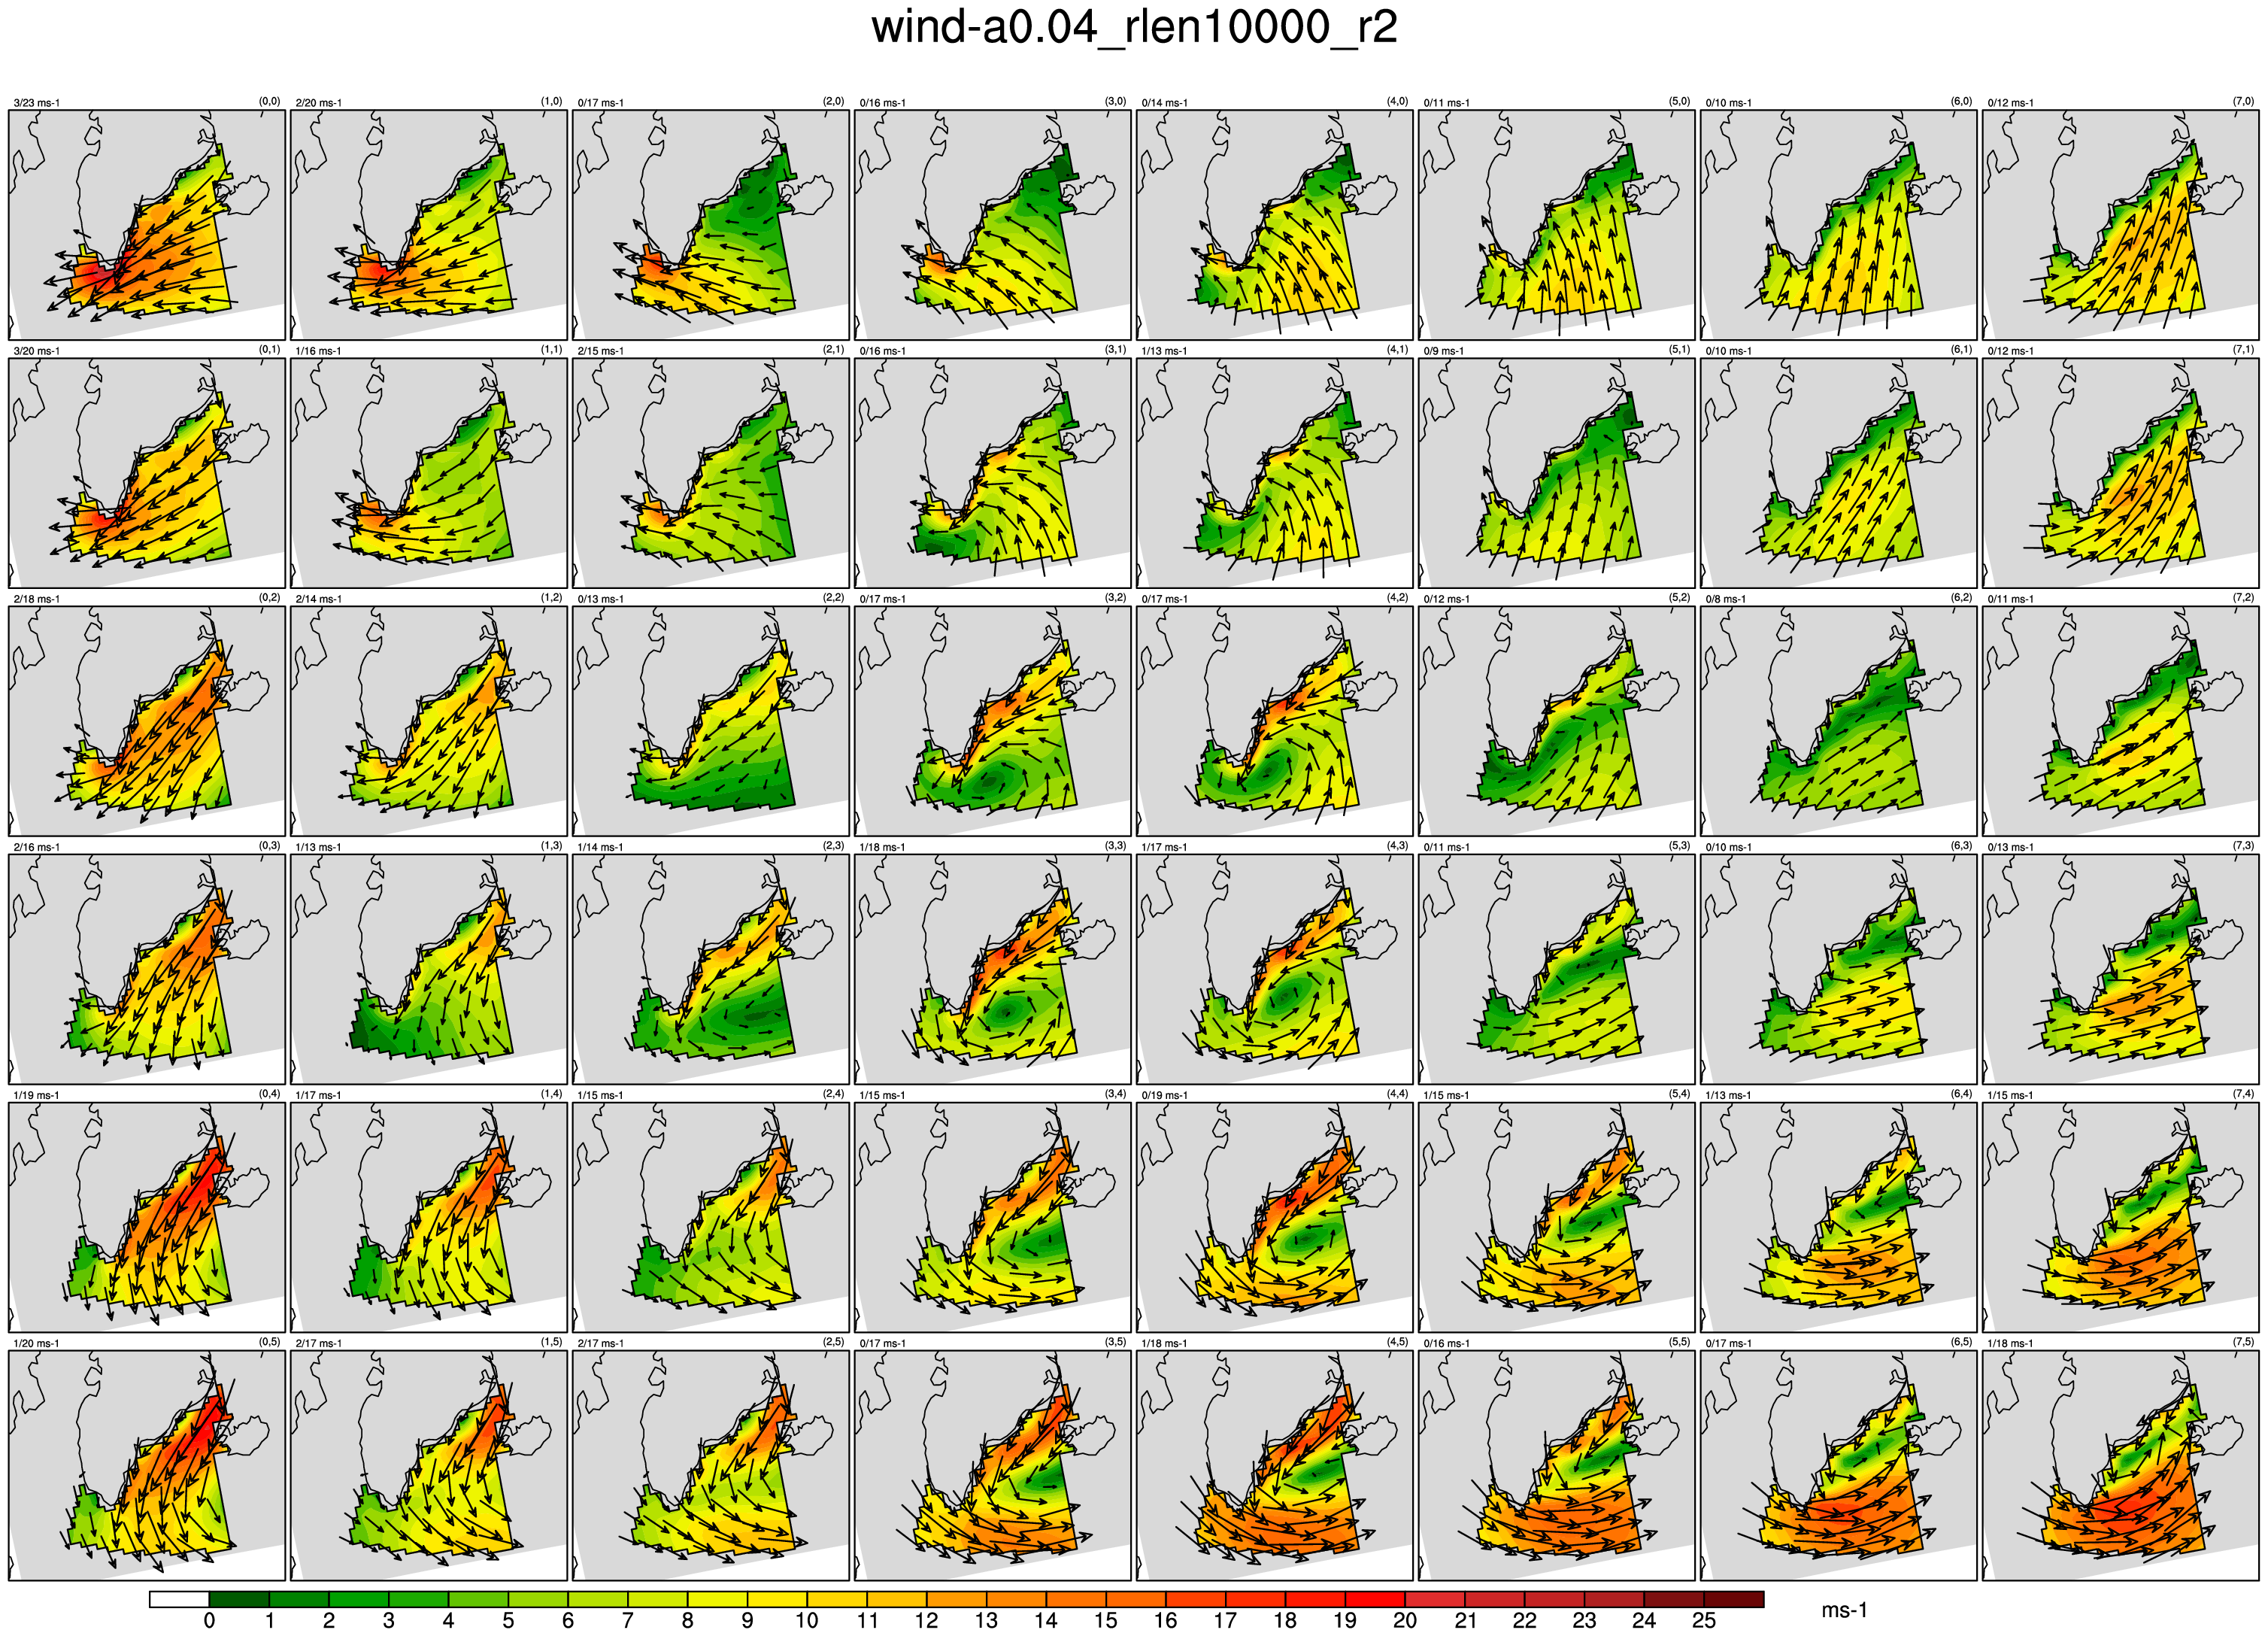 wind-a0.04_rlen10000_r2
3/23 ms-1 (0,0) 2/20 ms-1 (1,0) 0/17 ms-1 (2,0) 0/16 ms-1 (3,0) 0/14 ms-1 (4,0) 0/11 ms-1 (5,0) 0/10 ms-1 (6,0) 0/12 ms-1 (7,0)
3/20 ms-1 (0,1) 1/16 ms-1 (1,1) 2/15 ms-1 (2,1) 0/16 ms-1 (3,1) 1/13 ms-1 (4,1) 0/9 ms-1 (5,1) 0/10 ms-1 (6,1) 0/12 ms-1 (7,1)
2/18 ms-1 (0,2) 2/14 ms-1 (1,2) 0/13 ms-1 (2,2) 0/17 ms-1 (3,2) 0/17 ms-1 (4,2) 0/12 ms-1 (5,2) 0/8 ms-1 (6,2) 0/11 ms-1 (7,2)
2/16 ms-1 (0,3) 1/13 ms-1 (1,3) 1/14 ms-1 (2,3) 1/18 ms-1 (3,3) 1/17 ms-1 (4,3) 0/11 ms-1 (5,3) 0/10 ms-1 (6,3) 0/13 ms-1 (7,3)
1/19 ms-1 (0,4) 1/17 ms-1 (1,4) 1/15 ms-1 (2,4) 1/15 ms-1 (3,4) 0/19 ms-1 (4,4) 1/15 ms-1 (5,4) 1/13 ms-1 (6,4) 1/15 ms-1 (7,4)
1/20 ms-1 (0,5) 2/17 ms-1 (1,5) 2/17 ms-1 (2,5) 0/17 ms-1 (3,5) 1/18 ms-1 (4,5) 0/16 ms-1 (5,5) 0/17 ms-1 (6,5) 1/18 ms-1 (7,5)
0 1 2 3 4 5 6 7 8 9 10 11 12 13 14 15 16 17 18 19 20 21 22 23 24 25 ms-1